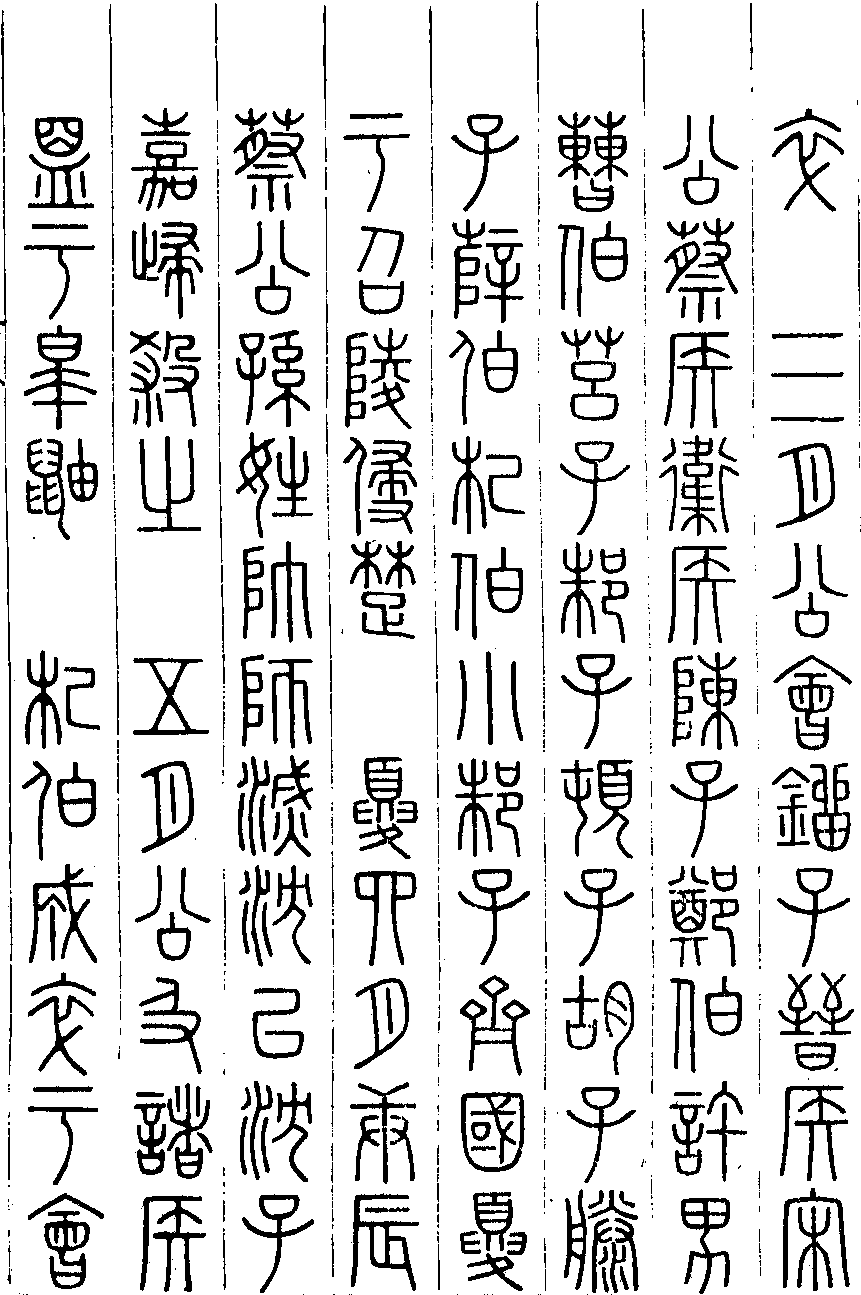 卒　三月公會鎦子晉侯宋
公蔡侯衛侯陳子鄭伯許男
曹伯莒子邾子頓子胡子滕
子薛伯杞伯小邾子齊國夏
于召陵侵楚　夏四月庚辰
蔡公孫姓帥師滅沈以沈子
嘉歸殺之　五月公及諸侯
盟于皋鼬　杞伯成卒于會